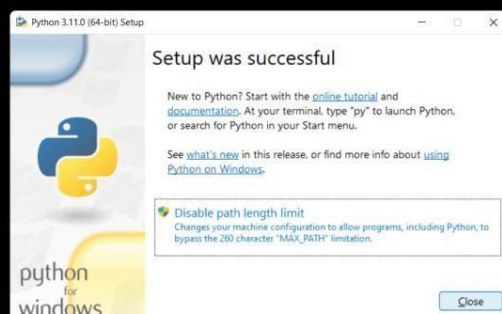 Python 3.11.0 (64-bit) Setup
Setup was successful
New to Python? Start with the online tutorial and
documentation. At your terminal, type "py" to launch Python,
or search for Python in your Start menu.
See what's new in this release, or find more info about using
Python on Windows.
Disable path length limit
Changes your machine configuration to allow programs, including Python, to
bypass the 260 character "MAX_PATH" limitation.
python
for
windows
Close